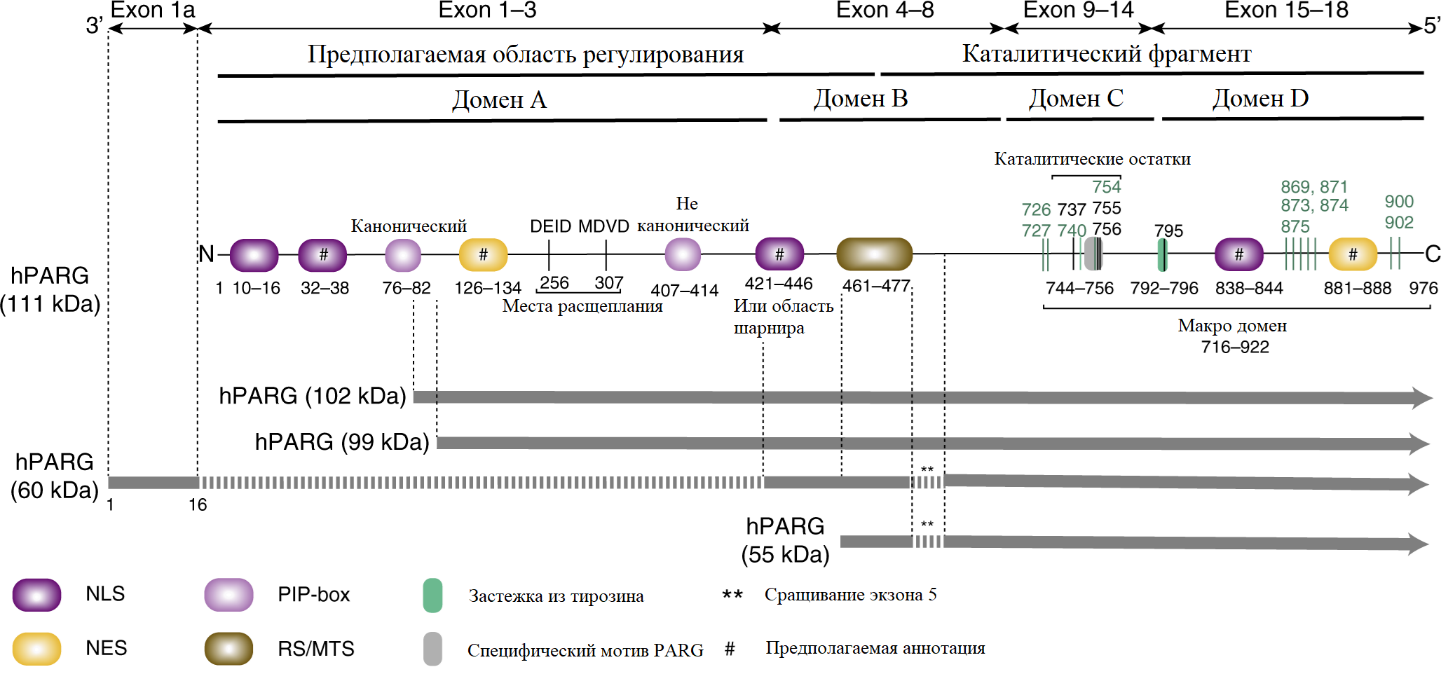 Exon 1a Exon 1–3 Exon 4–8 Exon 9–14 Exon 15–18
3’ 5’
Предполагаемая область регулирования Каталитический фрагмент
Домен A Домен B Домен C Домен D
Каталитические остатки
754 869, 871
Не
канонический
Канонический DEID MDVD
726 737 755 873, 874 900
727 740 756 795 875 902
N # # # # # C
hPARG
(111 kDa)
1 10–16 32–38 76–82 126–134 256 307 407–414 421–446 461–477 744–756 792–796 838–844 881–888 976
Места расщепления
Или область
шарнира
Макро домен
716–922
hPARG (102 kDa)
hPARG (99 kDa)
hPARG
(60 kDa)
**
1 16
hPARG
(55 kDa)
**
NLS PIP-box Застежка из тирозина ** Сращивание экзона 5
NES RS/MTS Специфический мотив PARG # Предполагаемая аннотация